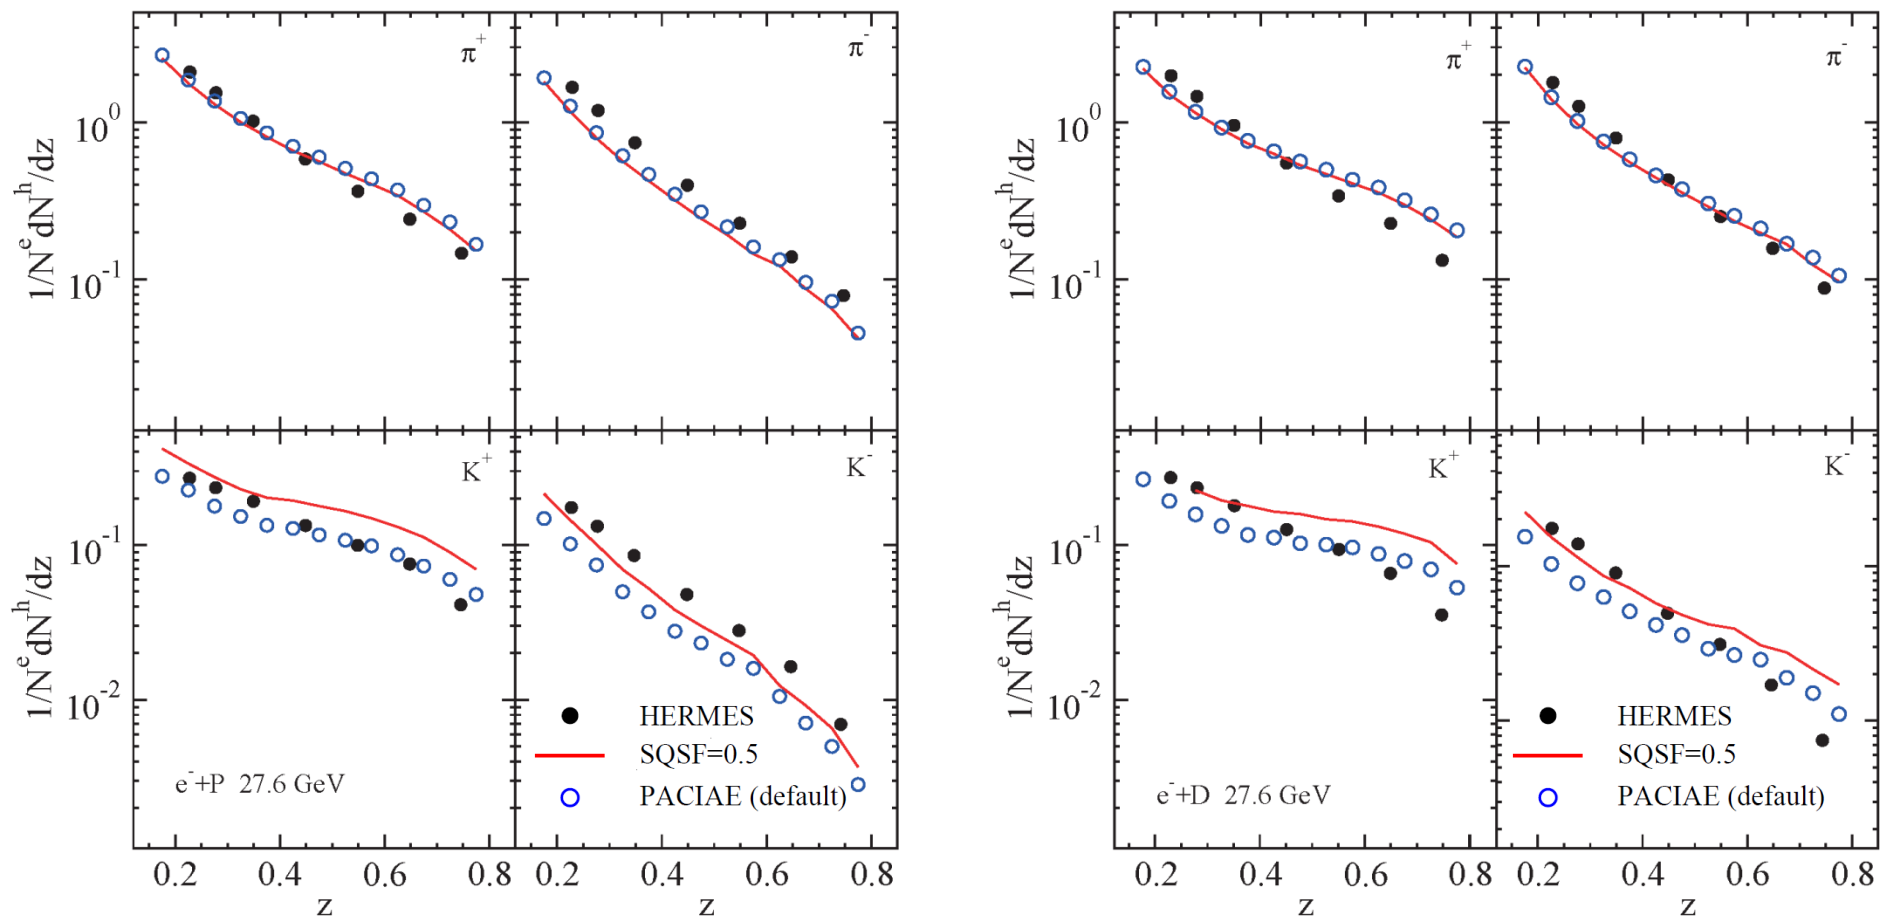 π+
π-
10^0
10^-1
1/N^e dN^h/dz
K+
K-
10^-1
10^-2
1/N^e dN^h/dz
HERMES
SQSF=0.5
PACIAE (default)
e^-+P 27.6 GeV
0.2 0.4 0.6 0.8 0.2 0.4 0.6 0.8
z z
π+
π-
10^0
10^-1
1/N^e dN^h/dz
K+
K-
10^-1
10^-2
1/N^e dN^h/dz
HERMES
SQSF=0.5
PACIAE (default)
e^-+D 27.6 GeV
0.2 0.4 0.6 0.8 0.2 0.4 0.6 0.8
z z